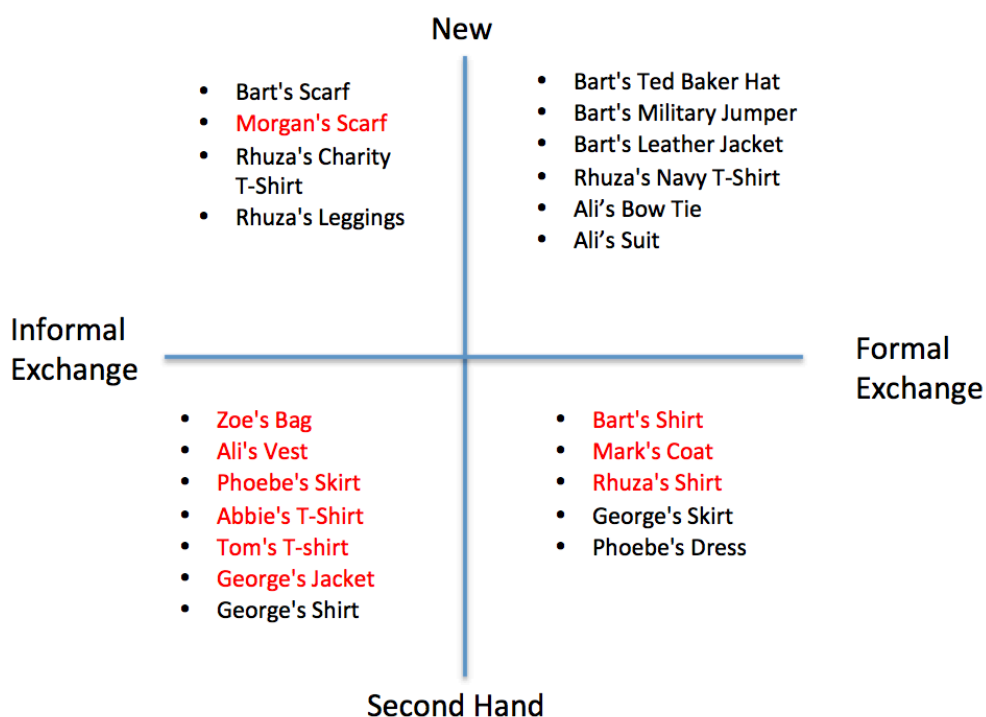 New
• Bart's Scarf
• Morgan's Scarf
• Rhuza's Charity
T-Shirt
• Rhuza's Leggings
• Bart's Ted Baker Hat
• Bart's Military Jumper
• Bart's Leather Jacket
• Rhuza's Navy T-Shirt
• Ali’s Bow Tie
• Ali’s Suit
Informal
Exchange
Formal
Exchange
• Zoe's Bag
• Ali's Vest
• Phoebe's Skirt
• Abbie's T-Shirt
• Tom's T-shirt
• George's Jacket
• George's Shirt
• Bart's Shirt
• Mark's Coat
• Rhuza's Shirt
• George's Skirt
• Phoebe's Dress
Second Hand